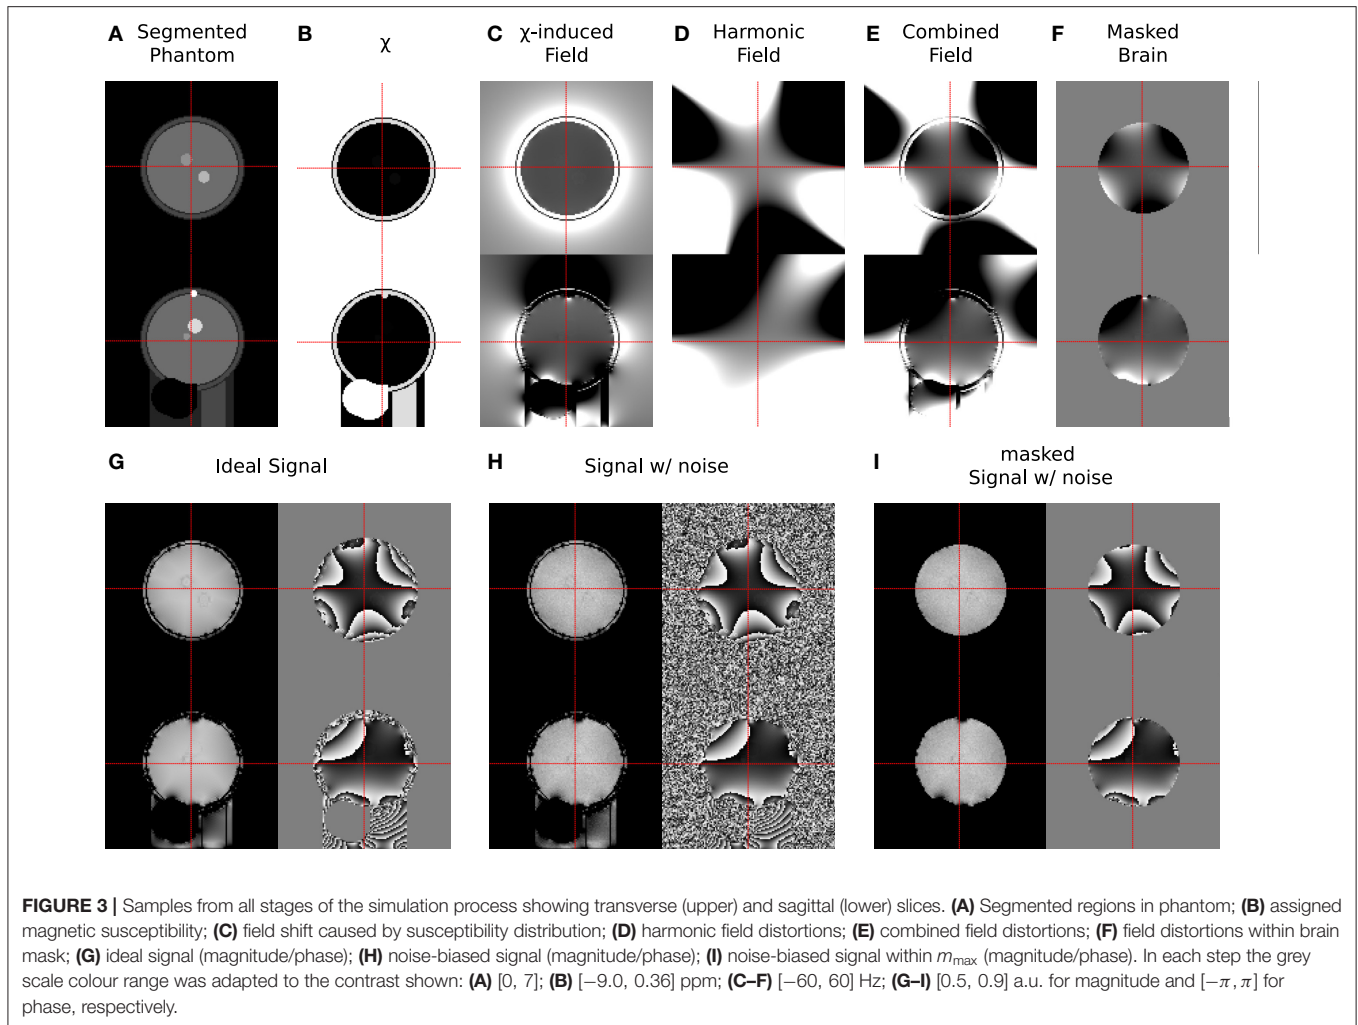 A Segmented Phantom
B χ
C χ-induced Field
D Harmonic Field
E Combined Field
F Masked Brain
G Ideal Signal
H Signal w/ noise
I masked Signal w/ noise
FIGURE 3 | Samples from all stages of the simulation process showing transverse (upper) and sagittal (lower) slices. (A) Segmented regions in phantom; (B) assigned
magnetic susceptibility; (C) field shift caused by susceptibility distribution; (D) harmonic field distortions; (E) combined field distortions; (F) field distortions within brain
mask; (G) ideal signal (magnitude/phase); (H) noise-biased signal (magnitude/phase); (I) noise-biased signal within m_max (magnitude/phase). In each step the grey
scale colour range was adapted to the contrast shown: (A) [0, 7]; (B) [−9.0, 0.36] ppm; (C–F) [−60, 60] Hz; (G–I) [0.5, 0.9] a.u. for magnitude and [−π, π] for
phase, respectively.